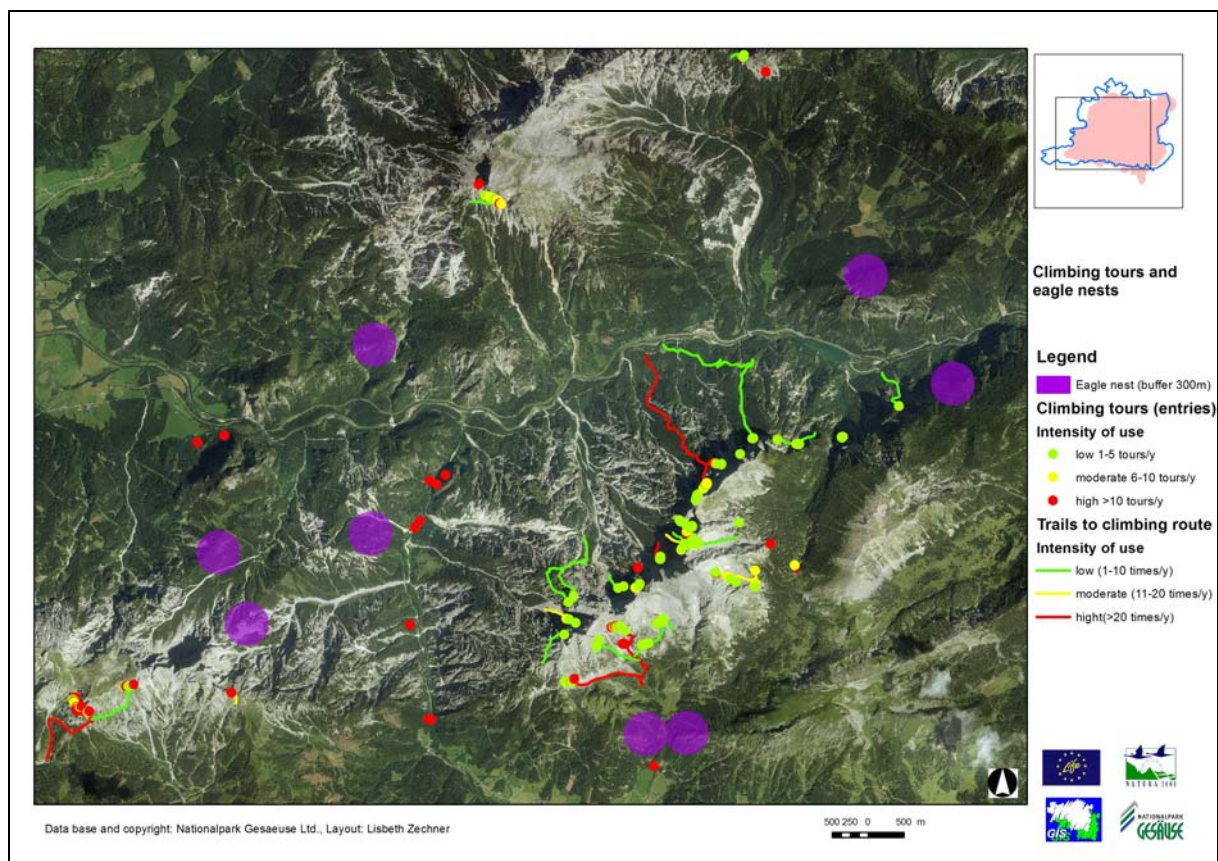 Climbing tours and
eagle nests
Legend
Eagle nest (buffer 300m)
Climbing tours (entries)
Intensity of use
low 1-5 tours/y
moderate 6-10 tours/y
high >10 tours/y
Trails to climbing route
Intensity of use
low (1-10 times/y)
moderate (11-20 times/y)
hight(>20 times/y)
Life
NATURA 2000
GIS
NATIONALPARK
GESÄUSE
Data base and copyright: Nationalpark Gesaeuse Ltd., Layout: Lisbeth Zechner
500 250 0 500 m